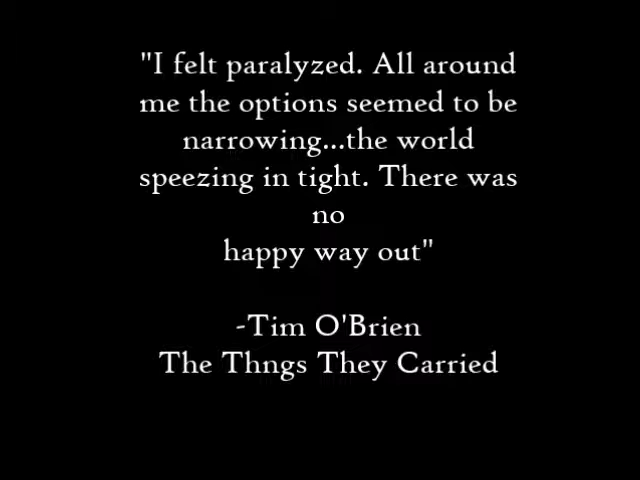 "I felt paralyzed. All around
me the options seemed to be
narrowing...the world
speezing in tight. There was
no
happy way out"
-Tim O'Brien
The Thngs They Carried